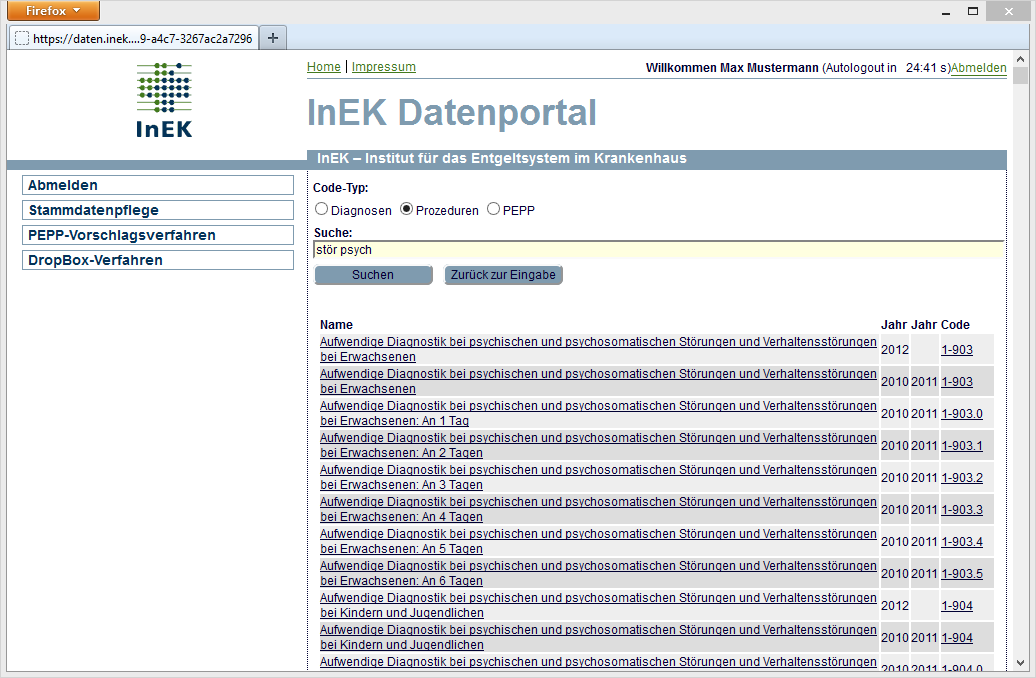 Firefox
https://daten.inek....9-a4c7-3267ac2a7296
InEK
Home | Impressum
Willkommen Max Mustermann (Autologout in 24:41 s)Abmelden
InEK Datenportal
InEK – Institut für das Entgeltsystem im Krankenhaus
Abmelden
Stammdatenpflege
PEPP-Vorschlagsverfahren
DropBox-Verfahren
Code-Typ:
Diagnosen Prozeduren PEPP
Suche:
stör psych
Suchen Zurück zur Eingabe
Name Jahr Jahr Code
Aufwendige Diagnostik bei psychischen und psychosomatischen Störungen und Verhaltensstörungen
bei Erwachsenen 2012 1-903
Aufwendige Diagnostik bei psychischen und psychosomatischen Störungen und Verhaltensstörungen
bei Erwachsenen 2010 2011 1-903
Aufwendige Diagnostik bei psychischen und psychosomatischen Störungen und Verhaltensstörungen
bei Erwachsenen: An 1 Tag 2010 2011 1-903.0
Aufwendige Diagnostik bei psychischen und psychosomatischen Störungen und Verhaltensstörungen
bei Erwachsenen: An 2 Tagen 2010 2011 1-903.1
Aufwendige Diagnostik bei psychischen und psychosomatischen Störungen und Verhaltensstörungen
bei Erwachsenen: An 3 Tagen 2010 2011 1-903.2
Aufwendige Diagnostik bei psychischen und psychosomatischen Störungen und Verhaltensstörungen
bei Erwachsenen: An 4 Tagen 2010 2011 1-903.3
Aufwendige Diagnostik bei psychischen und psychosomatischen Störungen und Verhaltensstörungen
bei Erwachsenen: An 5 Tagen 2010 2011 1-903.4
Aufwendige Diagnostik bei psychischen und psychosomatischen Störungen und Verhaltensstörungen
bei Erwachsenen: An 6 Tagen 2010 2011 1-903.5
Aufwendige Diagnostik bei psychischen und psychosomatischen Störungen und Verhaltensstörungen
bei Kindern und Jugendlichen 2012 1-904
Aufwendige Diagnostik bei psychischen und psychosomatischen Störungen und Verhaltensstörungen
bei Kindern und Jugendlichen 2010 2011 1-904
Aufwendige Diagnostik bei psychischen und psychosomatischen Störungen und Verhaltensstörungen
2010 2011 1-904.0